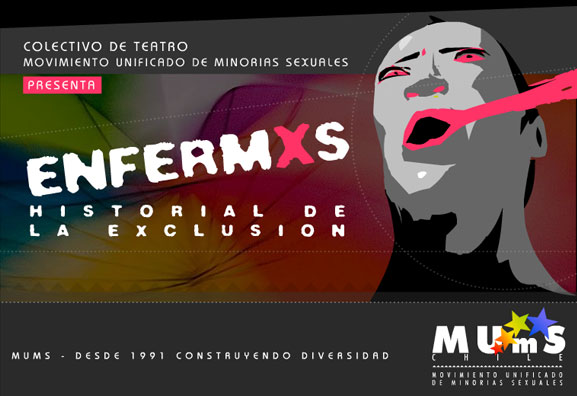 COLECTIVO DE TEATRO
MOVIMIENTO UNIFICADO DE MINORIAS SEXUALES
PRESENTA
ENFERMXS
HISTORIAL DE
LA EXCLUSION
MUMS - DESDE 1991 CONSTRUYENDO DIVERSIDAD
MUmS
CHILE
MOVIMIENTO UNIFICADO
DE MINORIAS SEXUALES